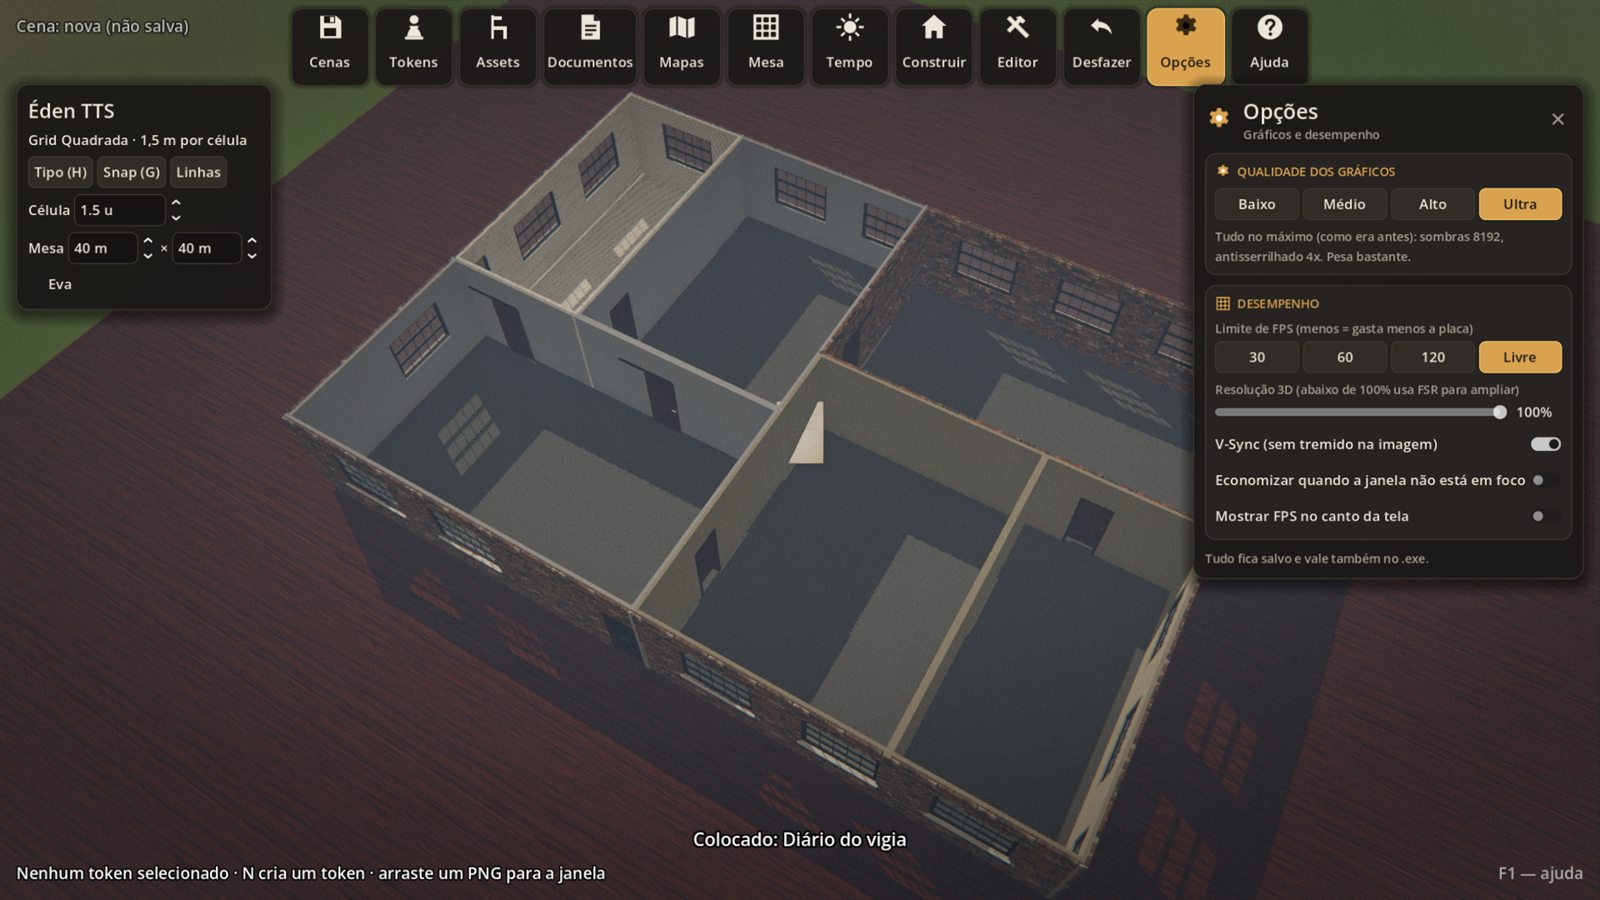 Cena: nova (não salva)
Cenas
Tokens
Assets
Documentos
Mapas
Mesa
Tempo
Construir
Editor
Desfazer
Opções
Ajuda
Éden TTS
Grid Quadrada · 1,5 m por célula
Tipo (H) Snap (G) Linhas
Célula 1.5 u
Mesa 40 m × 40 m
Eva
Opções
Gráficos e desempenho
QUALIDADE DOS GRÁFICOS
Baixo Médio Alto Ultra
Tudo no máximo (como era antes): sombras 8192,
antisserrilhado 4x. Pesa bastante.
DESEMPENHO
Limite de FPS (menos = gasta menos a placa)
30 60 120 Livre
Resolução 3D (abaixo de 100% usa FSR para ampliar)
100%
V-Sync (sem tremido na imagem)
Economizar quando a janela não está em foco
Mostrar FPS no canto da tela
Tudo fica salvo e vale também no .exe.
Colocado: Diário do vigia
Nenhum token selecionado · N cria um token · arraste um PNG para a janela
F1 — ajuda